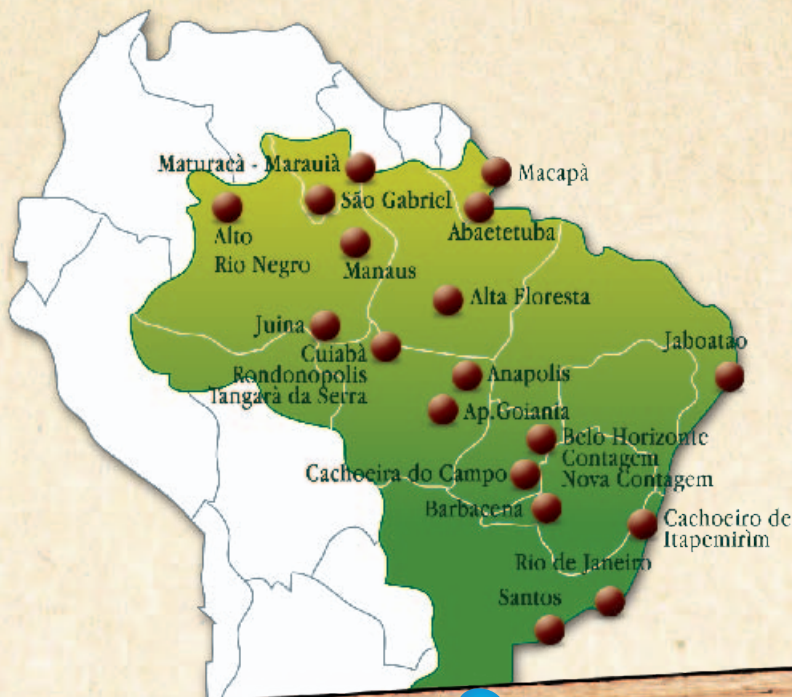 Maturacà - Marauià
Macapà
São Gabriel
Alto
Rio Negro
Abaetetuba
Manaus
Alta Floresta
Juina
Cuiabà
Rondonopolis
Tangarà da Serra
Jaboatao
Anapolis
Ap.Goiania
Belo Horizonte
Contagem
Nova Contagem
Cachoeira do Campo
Barbacena
Cachoeiro de
Itapemirìm
Rio de Janeiro
Santos